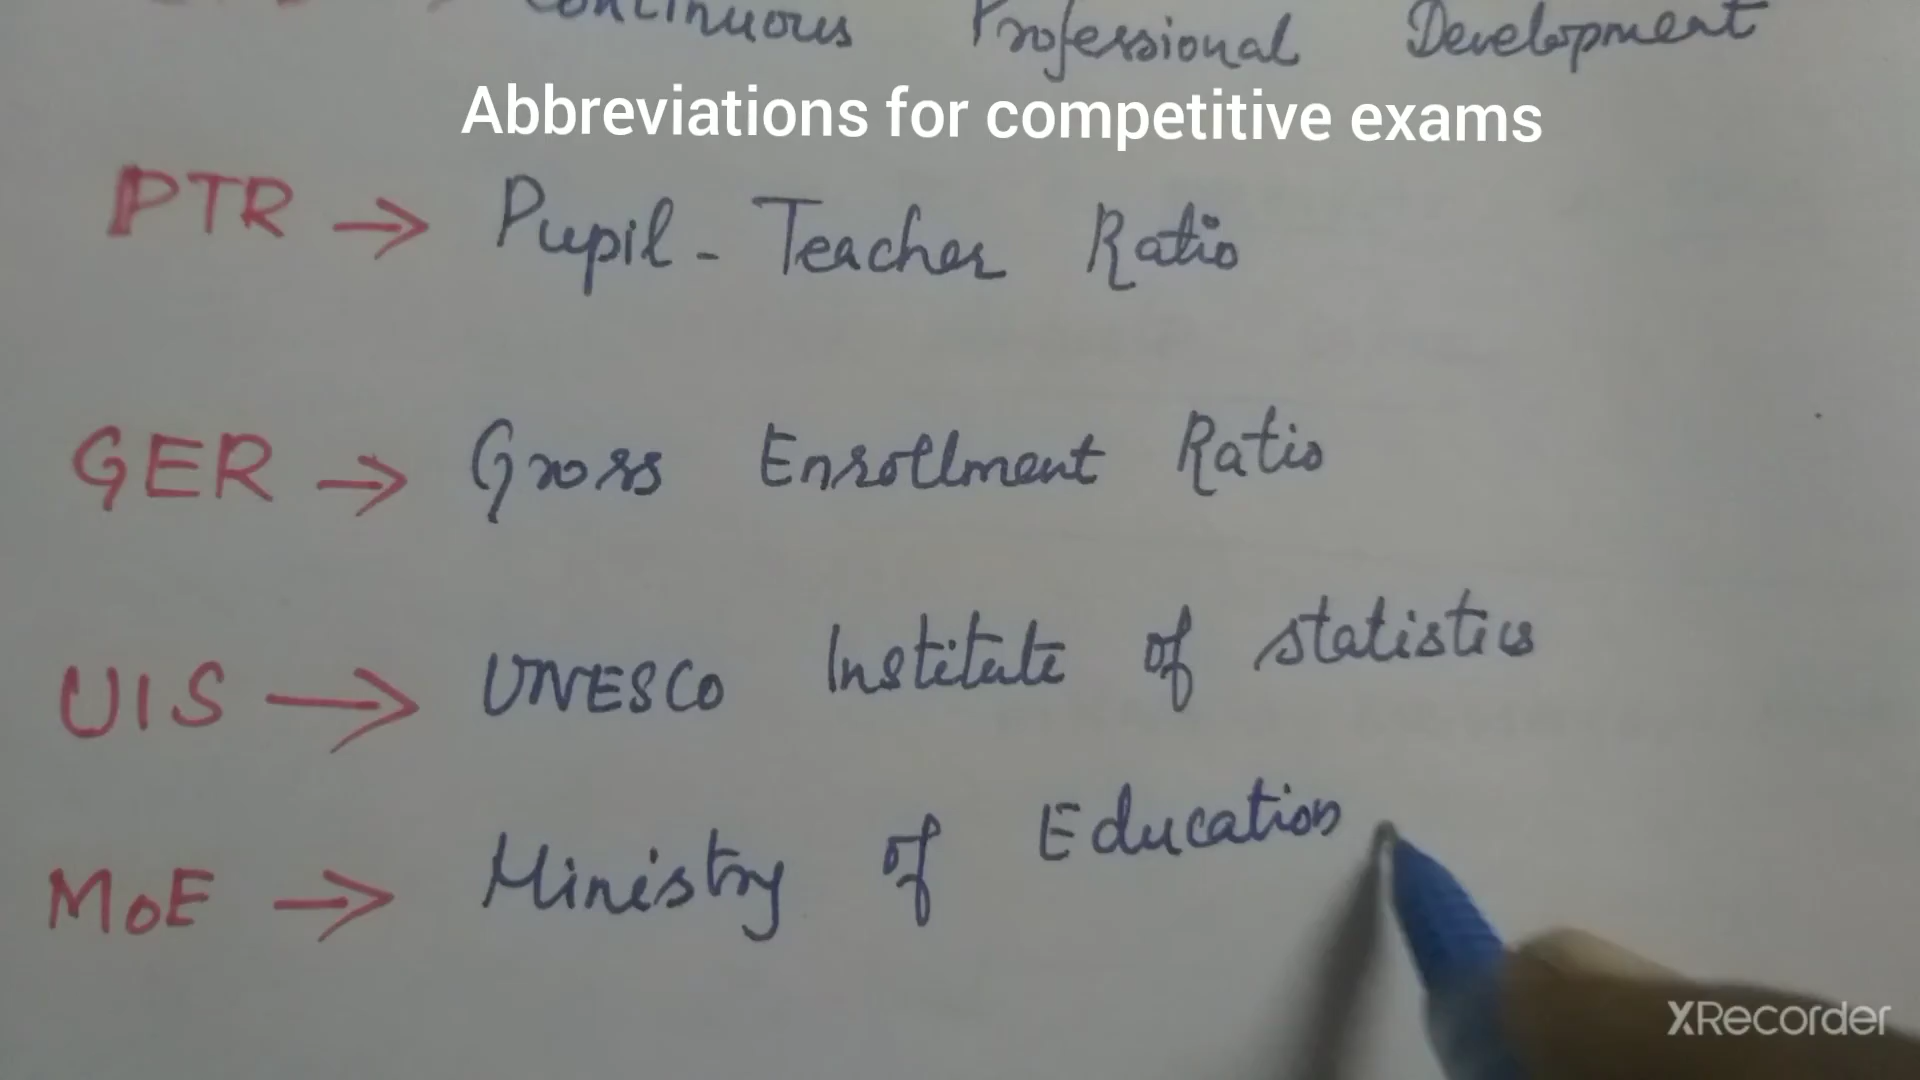 Continuous Professional Development
Abbreviations for competitive exams
PTR → Pupil - Teacher Ratio
GER → Gross Enrollment Ratio
UIS → UNESCO Institute of statistics
MoE → Ministry of Education
XRecorder